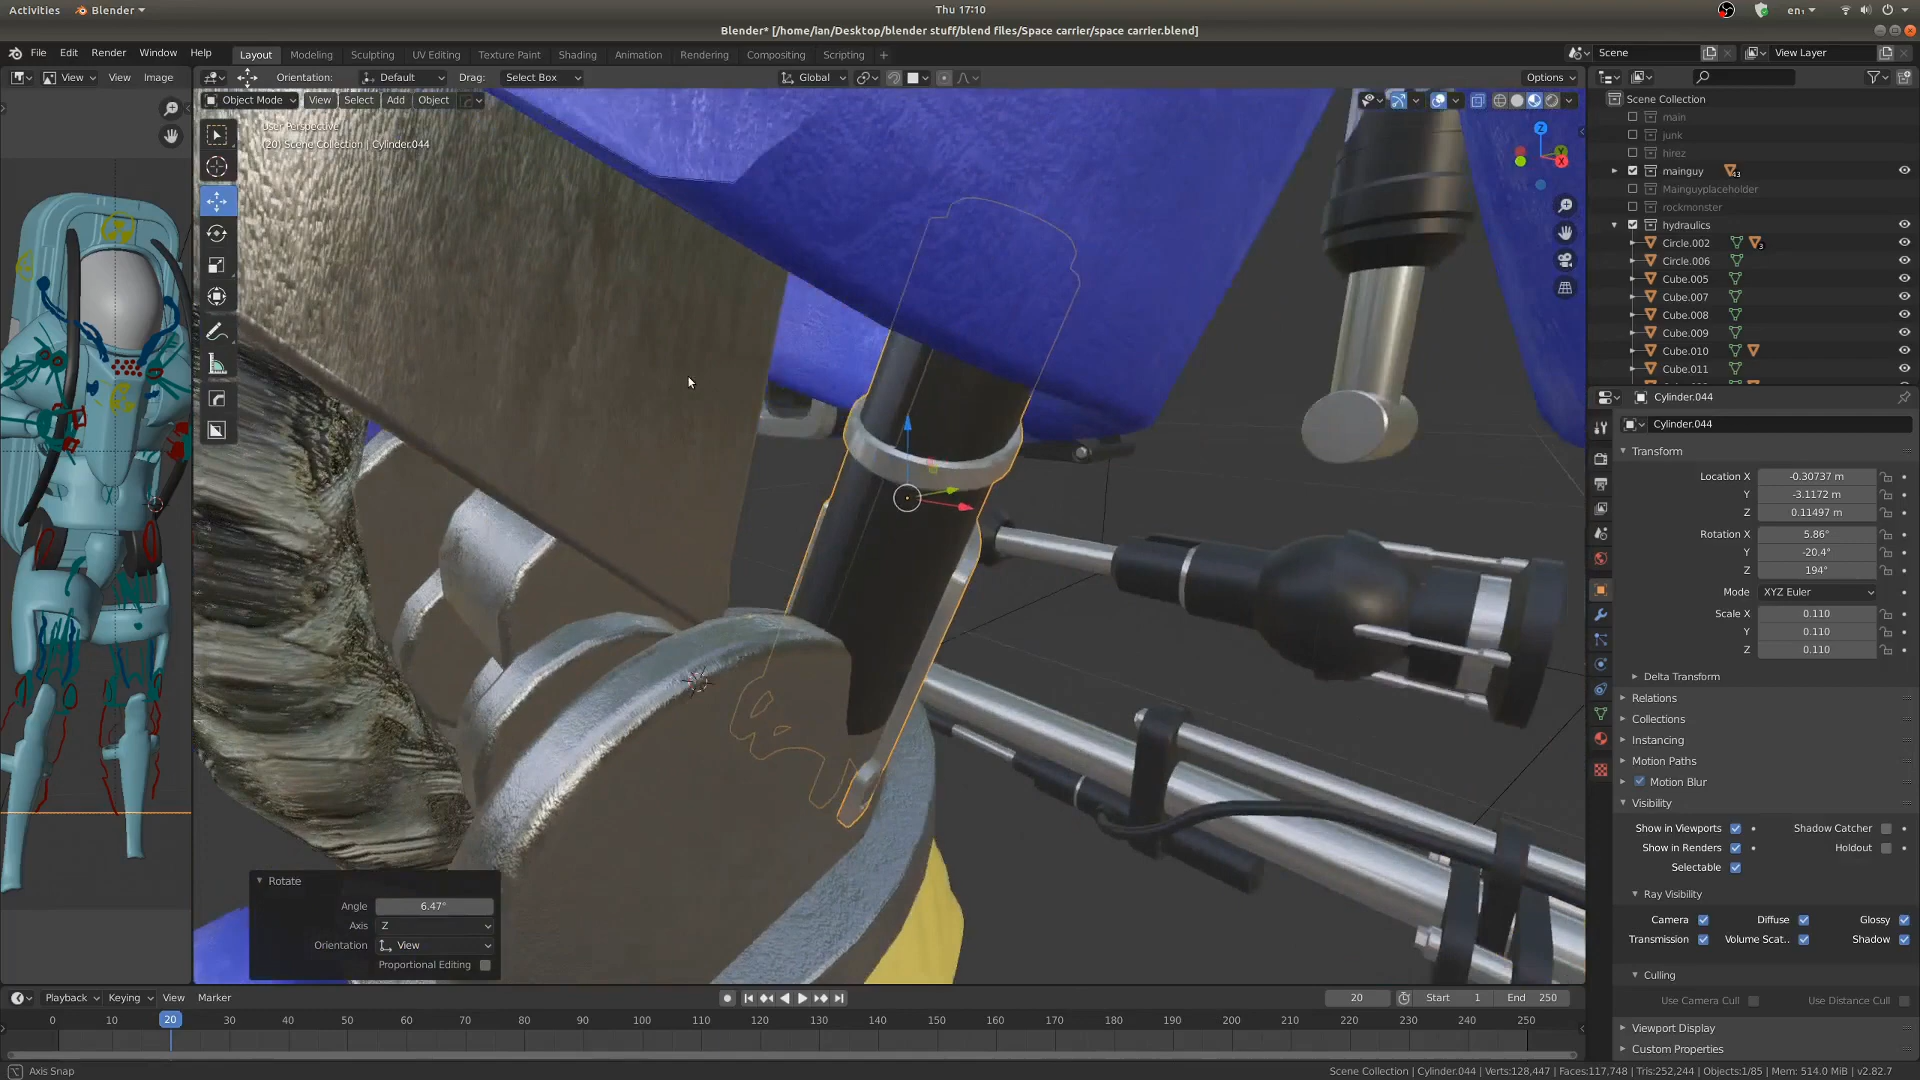 Activities
Blender
Thu 17:10
en₁
Blender* [/home/ian/Desktop/blender stuff/blend files/Space carrier/space carrier.blend]
File Edit Render Window Help
Layout Modeling Sculpting UV Editing Texture Paint Shading Animation Rendering Compositing Scripting +
Scene
View Layer
View View Image
Orientation: Default Drag: Select Box
Global
Options
Object Mode View Select Add Object
User Perspective
(20) Scene Collection | Cylinder.044
Z
Y
X
Scene Collection
main
junk
hirez
mainguy 43
Mainguyplaceholder
rockmonster
hydraulics
Circle.002 3
Circle.006
Cube.005
Cube.007
Cube.008
Cube.009
Cube.010
Cube.011
Cylinder.044
Cylinder.044
Transform
Location X -0.30737 m
Y -3.1172 m
Z 0.11497 m
Rotation X 5.86°
Y -20.4°
Z 194°
Mode XYZ Euler
Scale X 0.110
Y 0.110
Z 0.110
Delta Transform
Relations
Collections
Instancing
Motion Paths
Motion Blur
Visibility
Show in Viewports Shadow Catcher
Show in Renders Holdout
Selectable
Ray Visibility
Camera Diffuse Glossy
Transmission Volume Scat.. Shadow
Culling
Use Camera Cull Use Distance Cull
Viewport Display
Custom Properties
Rotate
Angle 6.47°
Axis Z
Orientation View
Proportional Editing
Playback Keying View Marker
20 Start 1 End 250
0 10 20 30 40 50 60 70 80 90 100 110 120 130 140 150 160 170 180 190 200 210 220 230 240 250
Axis Snap
Scene Collection | Cylinder.044 | Verts:128,447 | Faces:117,748 | Tris:252,244 | Objects:1/85 | Mem: 514.0 MiB | v2.82.7